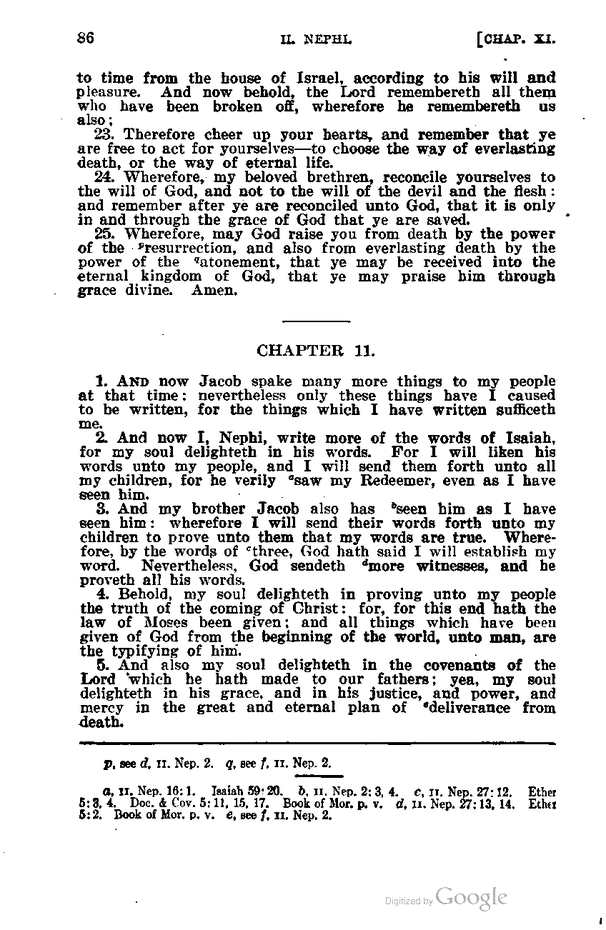 86 II. NEPHI. [CHAP. XI.
to time from the house of Israel, according to his will and
pleasure. And now behold, the Lord remembereth all them
who have been broken off, wherefore he remembereth us
also;
23. Therefore cheer up your hearts, and remember that ye
are free to act for yourselves—to choose the way of everlasting
death, or the way of eternal life.
24. Wherefore, my beloved brethren, reconcile yourselves to
the will of God, and not to the will of the devil and the flesh:
and remember after ye are reconciled unto God, that it is only
in and through the grace of God that ye are saved.
25. Wherefore, may God raise you from death by the power
of the ᵖresurrection, and also from everlasting death by the
power of the qatonement, that ye may be received into the
eternal kingdom of God, that ye may praise him through
grace divine. Amen.
CHAPTER 11.
1. AND now Jacob spake many more things to my people
at that time: nevertheless only these things have I caused
to be written, for the things which I have written sufficeth
me.
2. And now I, Nephi, write more of the words of Isaiah,
for my soul delighteth in his words. For I will liken his
words unto my people, and I will send them forth unto all
my children, for he verily ᵃsaw my Redeemer, even as I have
seen him.
3. And my brother Jacob also has ᵇseen him as I have
seen him: wherefore I will send their words forth unto my
children to prove unto them that my words are true. Where-
fore, by the words of ᶜthree, God hath said I will establish my
word. Nevertheless, God sendeth ᵈmore witnesses, and he
proveth all his words.
4. Behold, my soul delighteth in proving unto my people
the truth of the coming of Christ: for, for this end hath the
law of Moses been given; and all things which have been
given of God from the beginning of the world, unto man, are
the typifying of him.
5. And also my soul delighteth in the covenants of the
Lord which he hath made to our fathers; yea, my soul
delighteth in his grace, and in his justice, and power, and
mercy in the great and eternal plan of ᵉdeliverance from
death.
p, see d, II. Nep. 2. q, see f, II. Nep. 2.
a, II. Nep. 16:1. Isaiah 59:20. b, II. Nep. 2:3, 4. c, II. Nep. 27:12. Ether
5:3, 4. Doc. & Cov. 5:11, 15, 17. Book of Mor. p. v. d, II. Nep. 27:13, 14. Ether
5:2. Book of Mor. p. v. e, see f, II. Nep. 2.
Digitized by Google